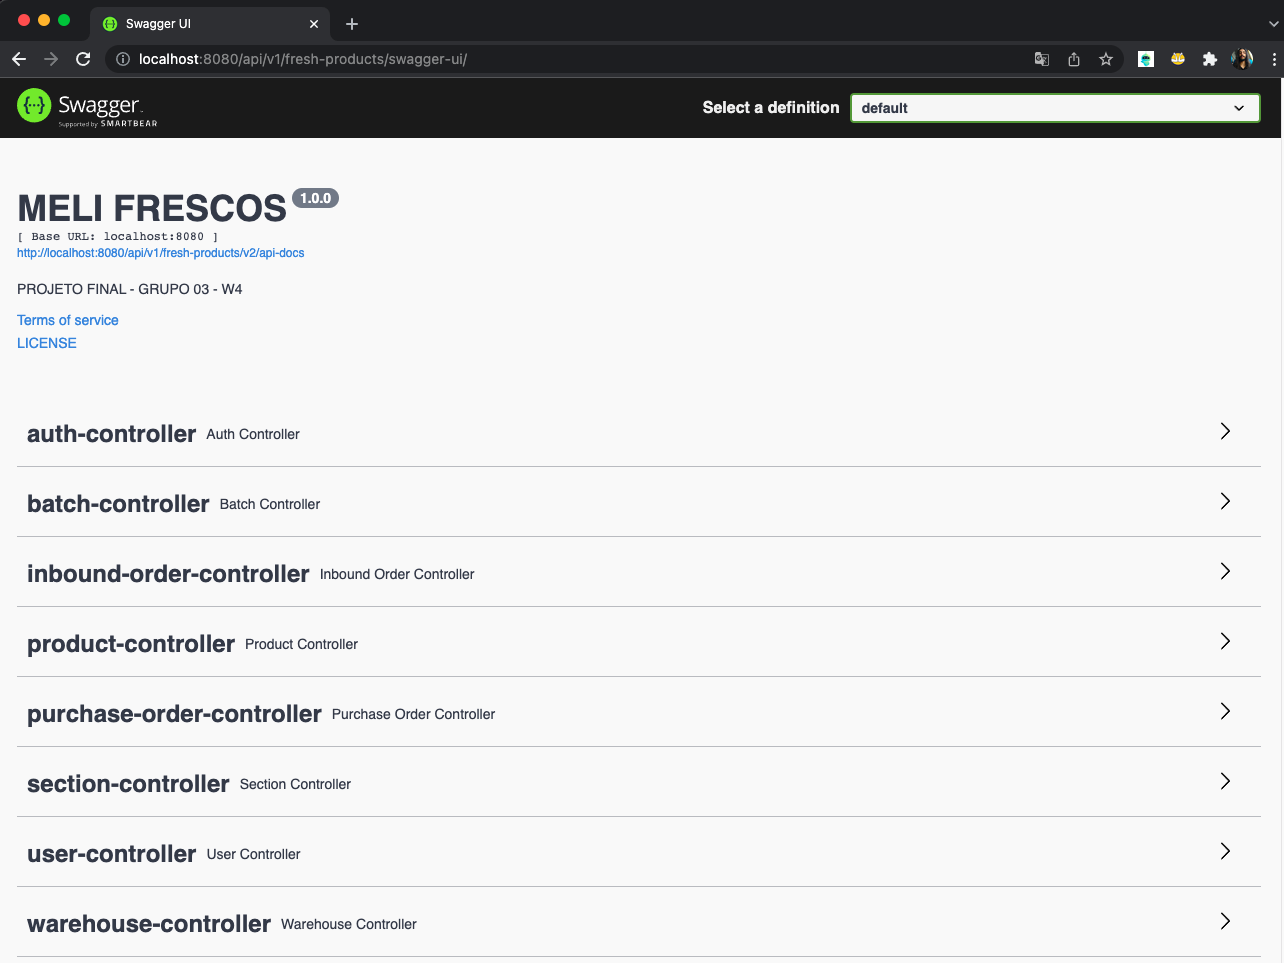 Swagger UI
localhost:8080/api/v1/fresh-products/swagger-ui/
Swagger
Supported by SMARTBEAR
Select a definition
default
MELI FRESCOS 1.0.0
[ Base URL: localhost:8080 ]
http://localhost:8080/api/v1/fresh-products/v2/api-docs
PROJETO FINAL - GRUPO 03 - W4
Terms of service
LICENSE
auth-controller Auth Controller
batch-controller Batch Controller
inbound-order-controller Inbound Order Controller
product-controller Product Controller
purchase-order-controller Purchase Order Controller
section-controller Section Controller
user-controller User Controller
warehouse-controller Warehouse Controller